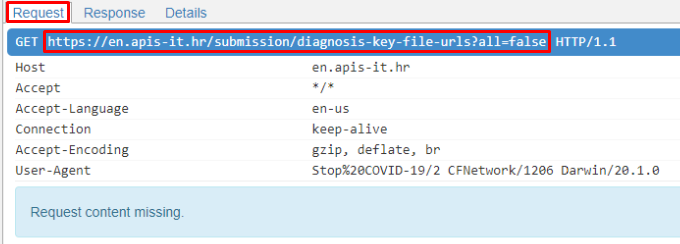 Request Response Details
GET https://en.apis-it.hr/submission/diagnosis-key-file-urls?all=false HTTP/1.1
Host en.apis-it.hr
Accept */*
Accept-Language en-us
Connection keep-alive
Accept-Encoding gzip, deflate, br
User-Agent Stop%20COVID-19/2 CFNetwork/1206 Darwin/20.1.0
Request content missing.